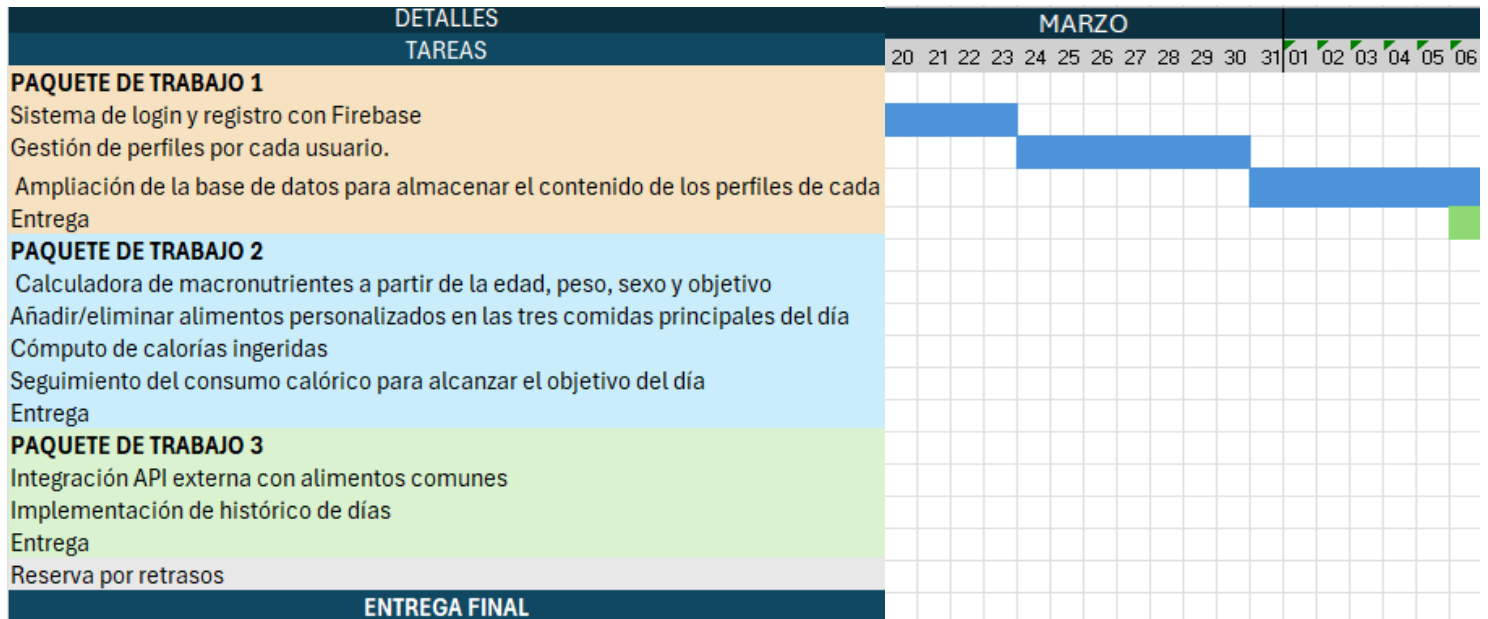 DETALLES
MARZO
TAREAS
20 21 22 23 24 25 26 27 28 29 30 31 01 02 03 04 05 06
PAQUETE DE TRABAJO 1
Sistema de login y registro con Firebase
Gestión de perfiles por cada usuario.
Ampliación de la base de datos para almacenar el contenido de los perfiles de cada
Entrega
PAQUETE DE TRABAJO 2
Calculadora de macronutrientes a partir de la edad, peso, sexo y objetivo
Añadir/eliminar alimentos personalizados en las tres comidas principales del día
Cómputo de calorías ingeridas
Seguimiento del consumo calórico para alcanzar el objetivo del día
Entrega
PAQUETE DE TRABAJO 3
Integración API externa con alimentos comunes
Implementación de histórico de días
Entrega
Reserva por retrasos
ENTREGA FINAL